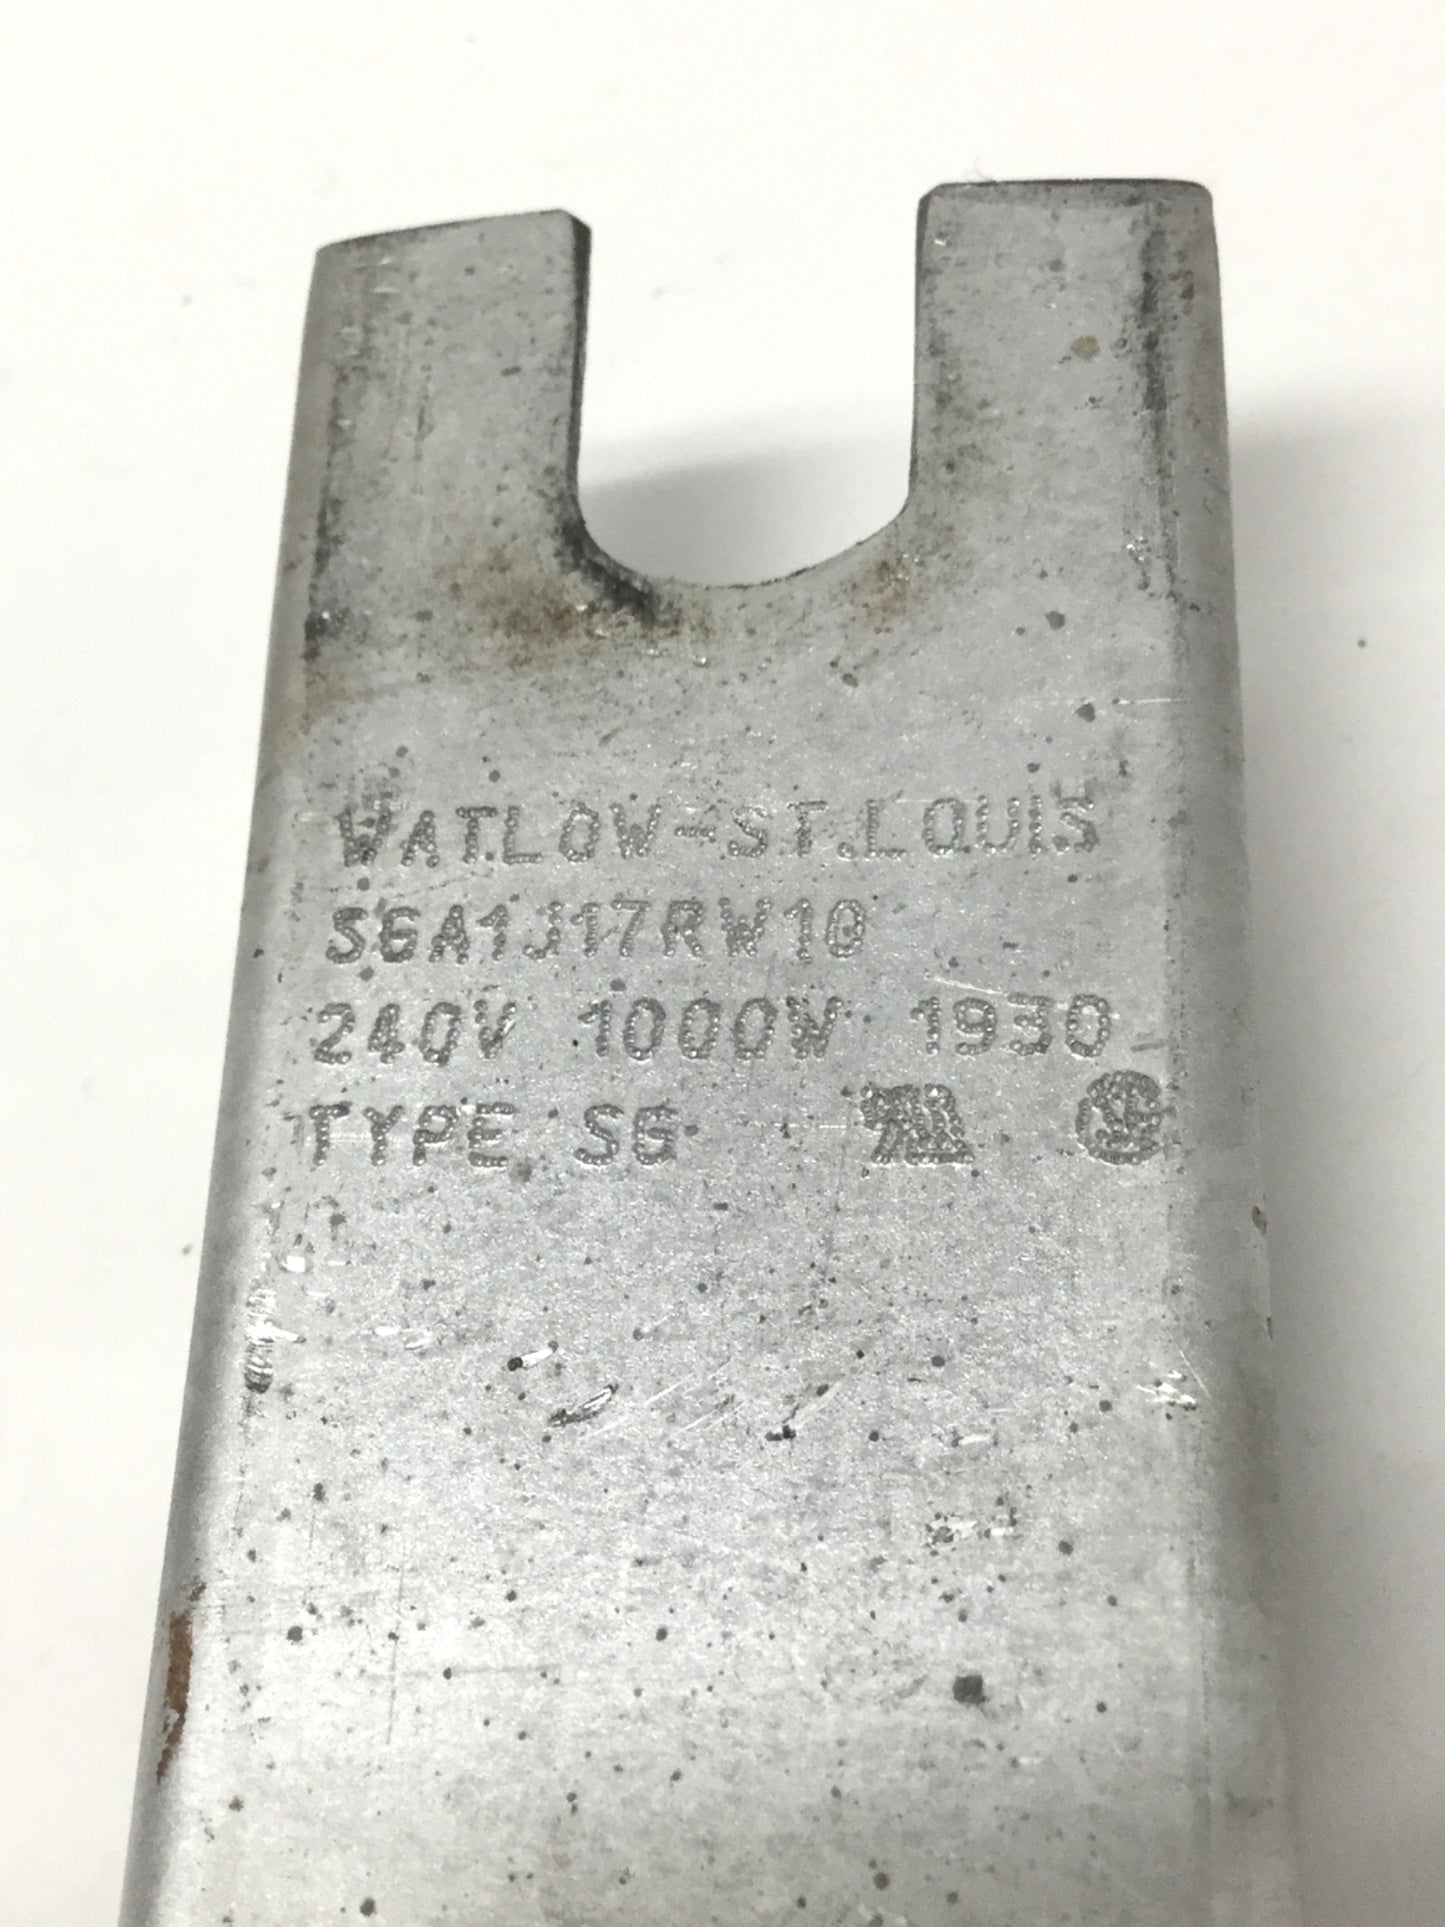 WATLOW-ST.LOUIS
SGA1J17RW10
240V 1000W 1930
TYPE SG